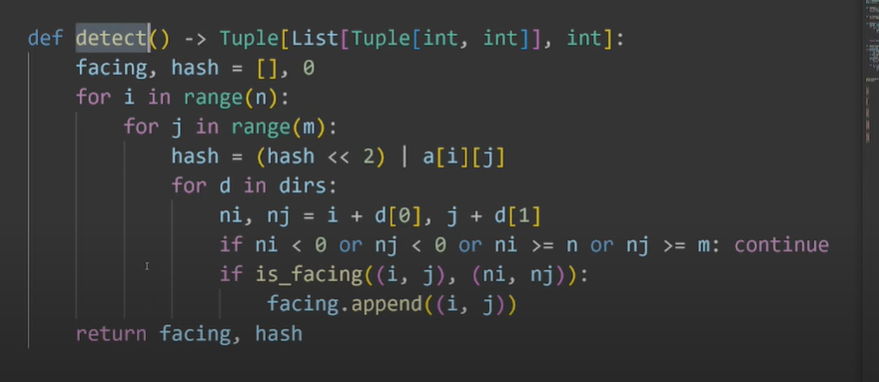 def detect() -> Tuple[List[Tuple[int, int]], int]:
    facing, hash = [], 0
    for i in range(n):
        for j in range(m):
            hash = (hash << 2) | a[i][j]
            for d in dirs:
                ni, nj = i + d[0], j + d[1]
                if ni < 0 or nj < 0 or ni >= n or nj >= m: continue
                if is_facing((i, j), (ni, nj)):
                    facing.append((i, j))
    return facing, hash